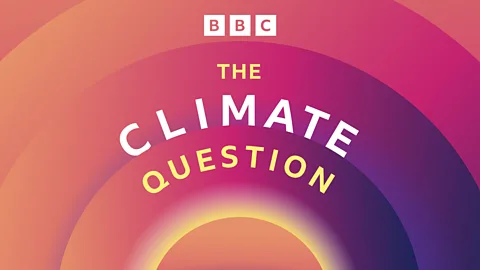 BBC
THE
CLIMATE
QUESTION